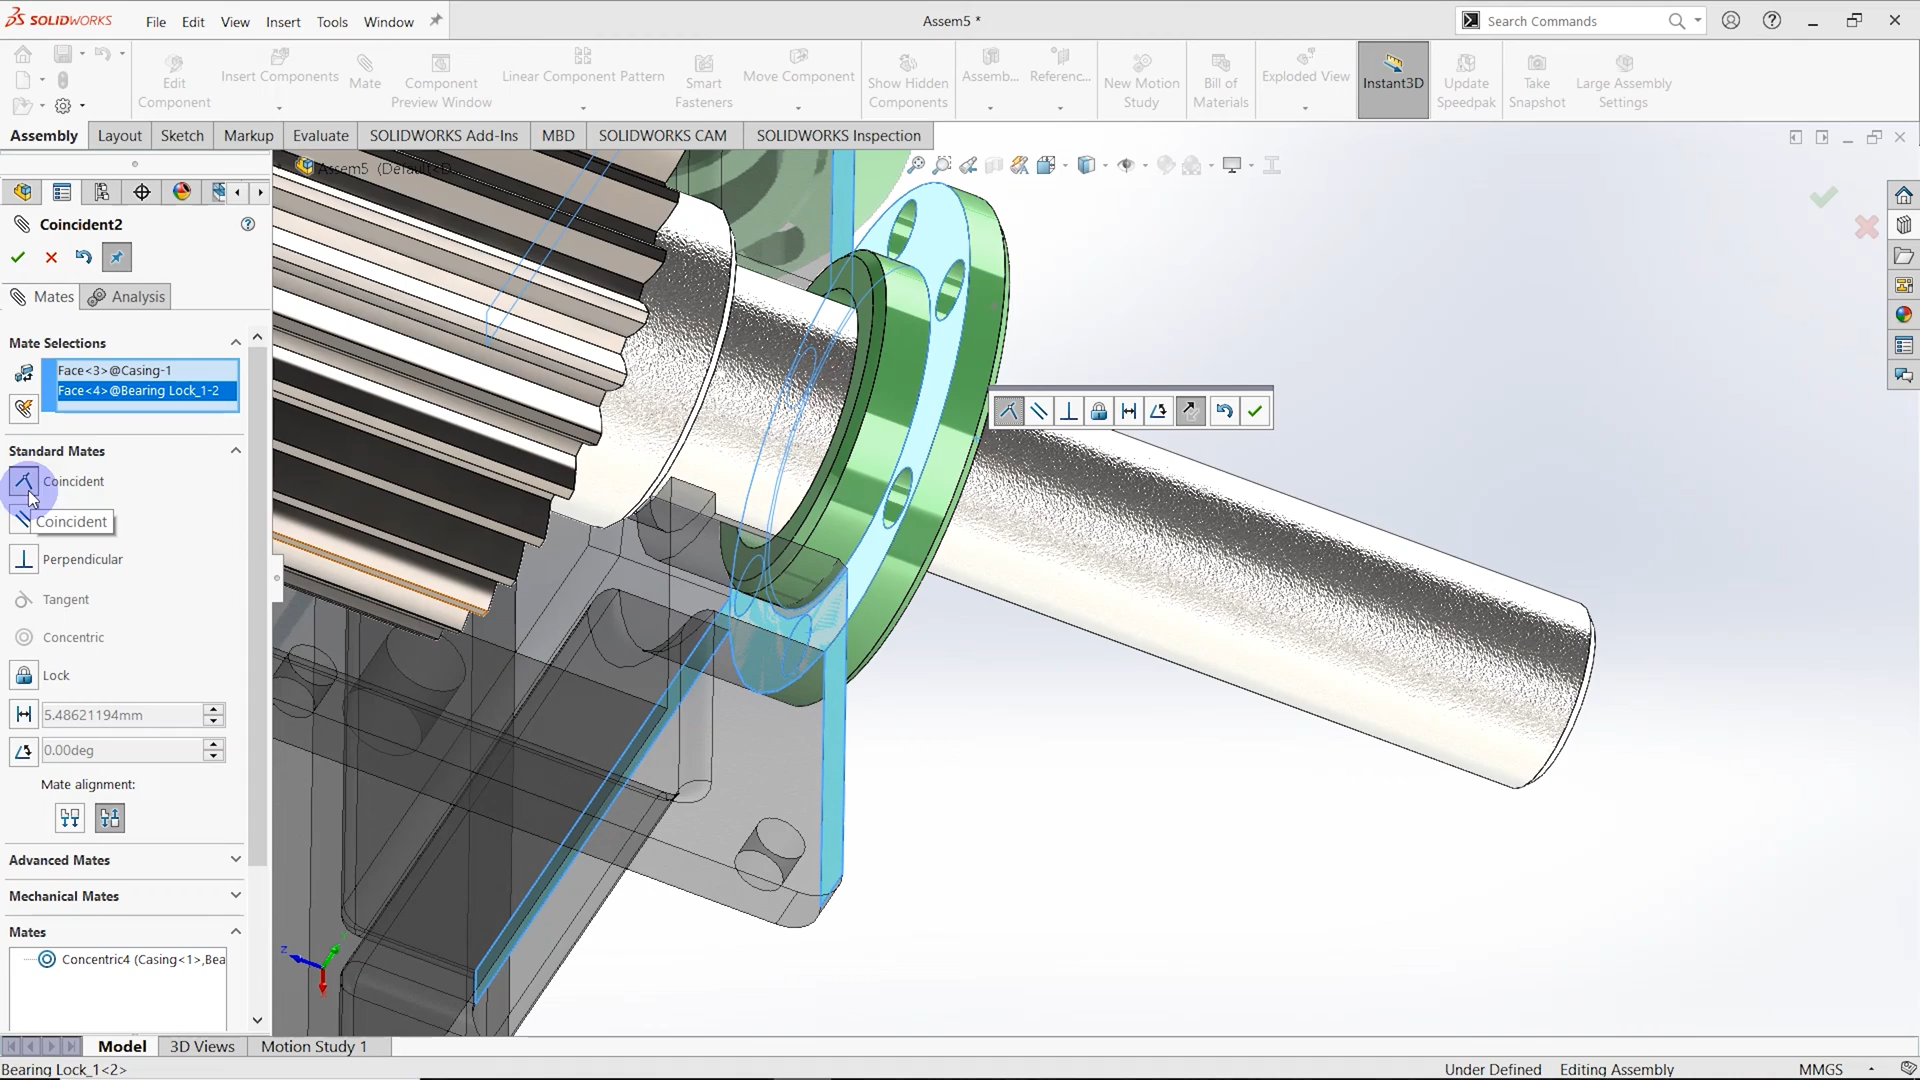 SOLIDWORKS
File Edit View Insert Tools Window
Assem5 *
Search Commands
Edit Component
Insert Components
Mate
Component Preview Window
Linear Component Pattern
Smart Fasteners
Move Component
Show Hidden Components
Assemb...
Referenc...
New Motion Study
Bill of Materials
Exploded View
Instant3D
Update Speedpak
Take Snapshot
Large Assembly Settings
Assembly Layout Sketch Markup Evaluate SOLIDWORKS Add-Ins MBD SOLIDWORKS CAM SOLIDWORKS Inspection
Assem5 (Default<D...
Coincident2
Mates Analysis
Mate Selections
Face<3>@Casing-1
Face<4>@Bearing Lock_1-2
Standard Mates
Coincident
Coincident
Perpendicular
Tangent
Concentric
Lock
5.48621194mm
0.00deg
Mate alignment:
Advanced Mates
Mechanical Mates
Mates
Concentric4 (Casing<1>,Bea
Z
Model 3D Views Motion Study 1
Bearing Lock_1<2>
Under Defined Editing Assembly MMGS